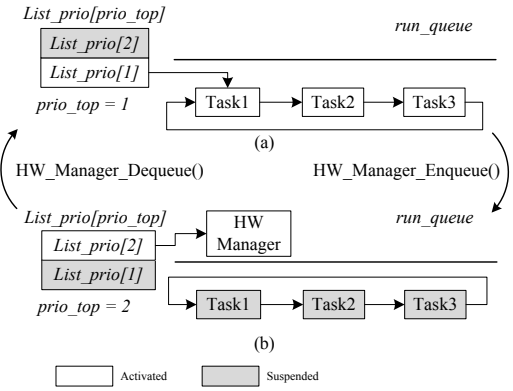 List_prio[prio_top]
run_queue
List_prio[2]
List_prio[1]
prio_top = 1
Task1 Task2 Task3
(a)
HW_Manager_Dequeue() HW_Manager_Enqueue()
List_prio[prio_top]
run_queue
List_prio[2]
HW
Manager
List_prio[1]
prio_top = 2
Task1 Task2 Task3
(b)
Activated Suspended